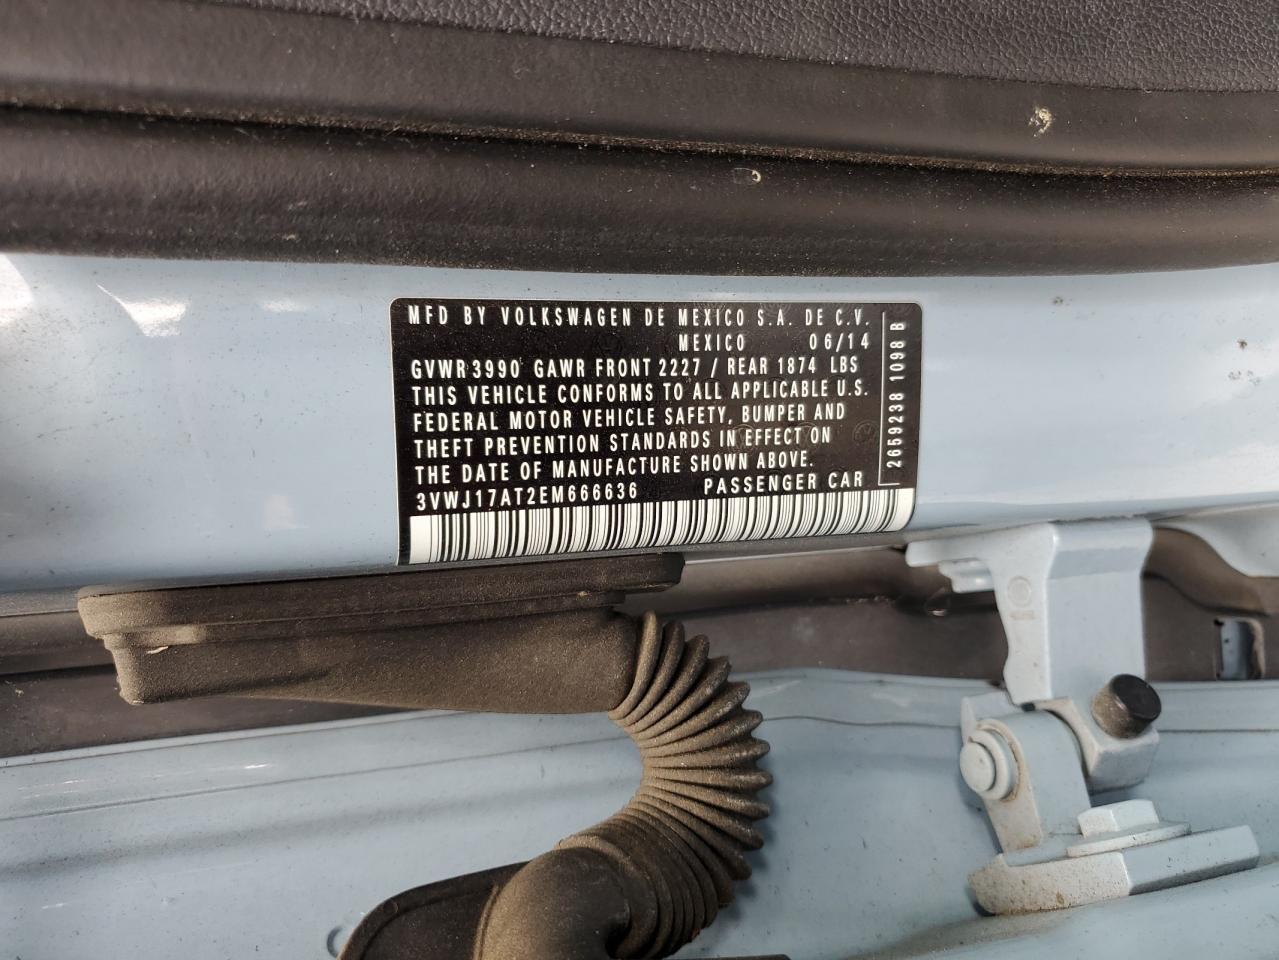 MFD BY VOLKSWAGEN DE MEXICO S.A. DE C.V.
MEXICO 06/14
GVWR 3990 GAWR FRONT 2227 / REAR 1874 LBS
THIS VEHICLE CONFORMS TO ALL APPLICABLE U.S.
FEDERAL MOTOR VEHICLE SAFETY, BUMPER AND
THEFT PREVENTION STANDARDS IN EFFECT ON
THE DATE OF MANUFACTURE SHOWN ABOVE.
3VWJ17AT2EM666636 PASSENGER CAR
2659238 1098 B